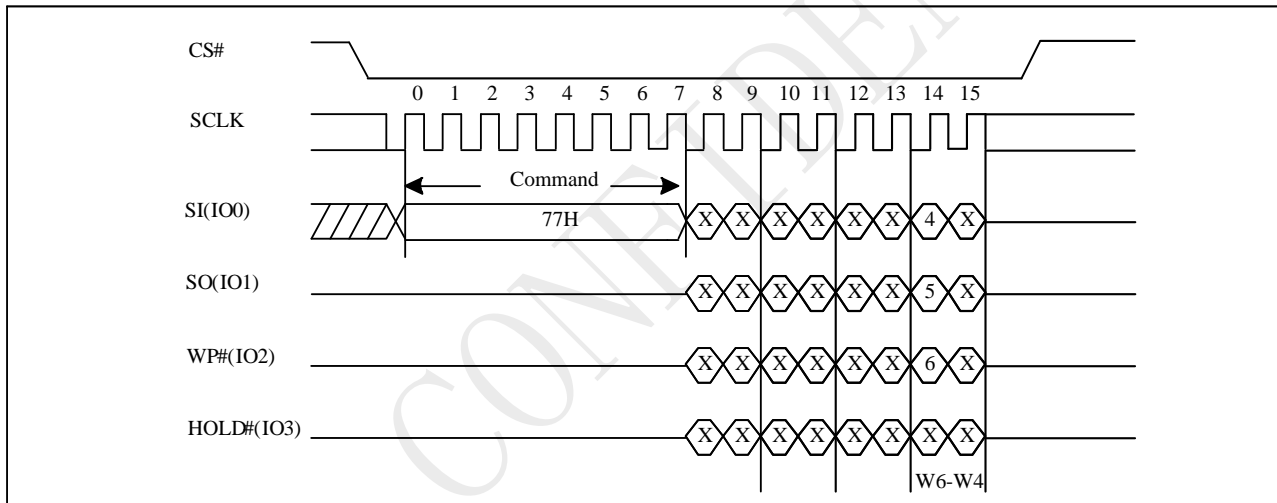 CS#
0 1 2 3 4 5 6 7 8 9 10 11 12 13 14 15
SCLK
Command
SI(IO0) 77H X X X X X X 4 X
SO(IO1) X X X X X X 5 X
WP#(IO2) X X X X X X 6 X
HOLD#(IO3) X X X X X X X X
W6-W4
CONFIDEN